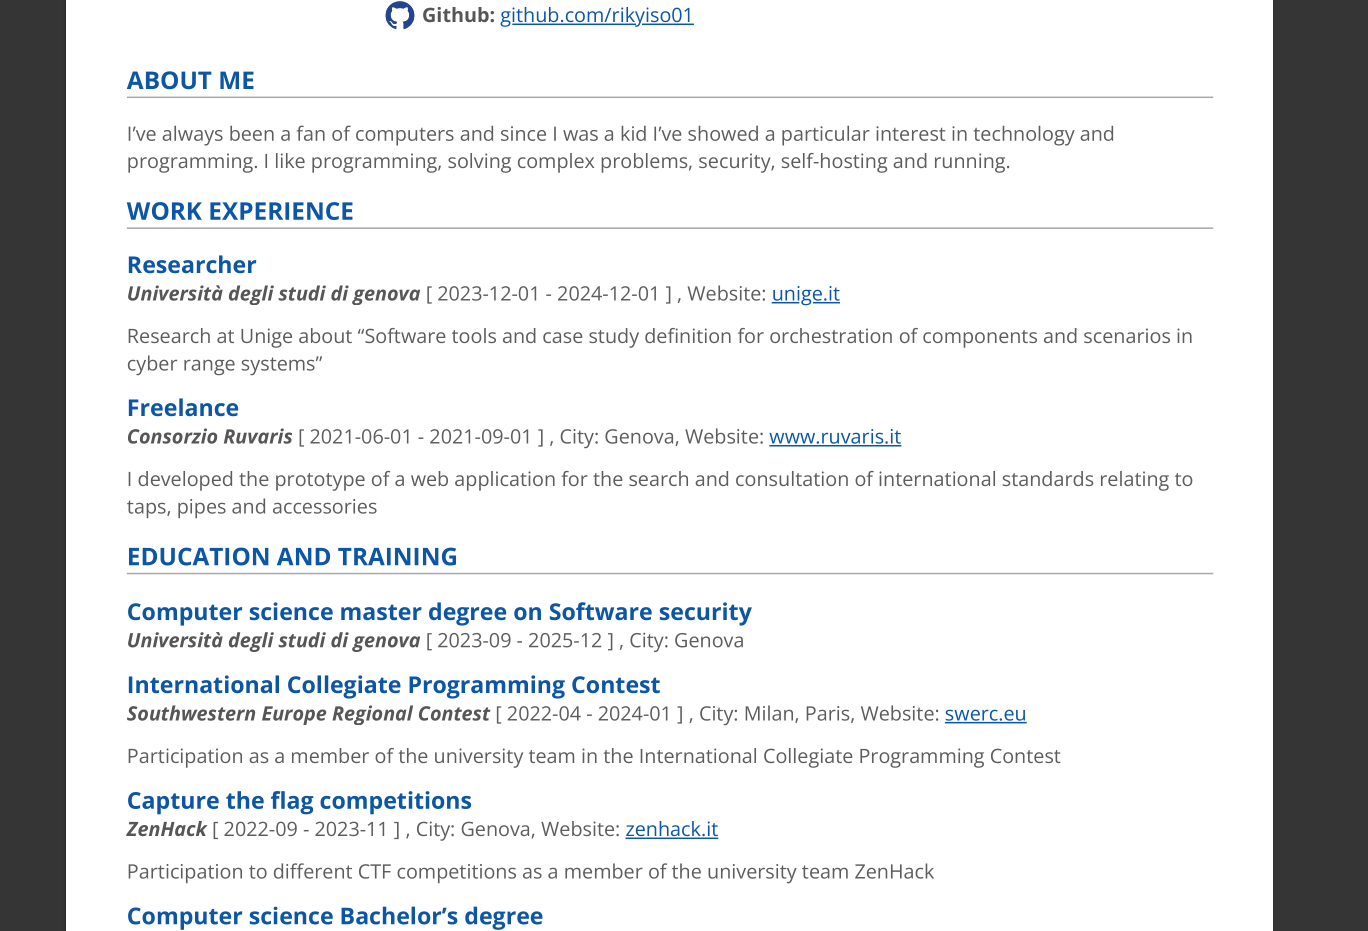 Github: github.com/rikyiso01
ABOUT ME
I’ve always been a fan of computers and since I was a kid I’ve showed a particular interest in technology and
programming. I like programming, solving complex problems, security, self-hosting and running.
WORK EXPERIENCE
Researcher
Università degli studi di genova [ 2023-12-01 - 2024-12-01 ] , Website: unige.it
Research at Unige about “Software tools and case study definition for orchestration of components and scenarios in
cyber range systems”
Freelance
Consorzio Ruvaris [ 2021-06-01 - 2021-09-01 ] , City: Genova, Website: www.ruvaris.it
I developed the prototype of a web application for the search and consultation of international standards relating to
taps, pipes and accessories
EDUCATION AND TRAINING
Computer science master degree on Software security
Università degli studi di genova [ 2023-09 - 2025-12 ] , City: Genova
International Collegiate Programming Contest
Southwestern Europe Regional Contest [ 2022-04 - 2024-01 ] , City: Milan, Paris, Website: swerc.eu
Participation as a member of the university team in the International Collegiate Programming Contest
Capture the flag competitions
ZenHack [ 2022-09 - 2023-11 ] , City: Genova, Website: zenhack.it
Participation to different CTF competitions as a member of the university team ZenHack
Computer science Bachelor’s degree